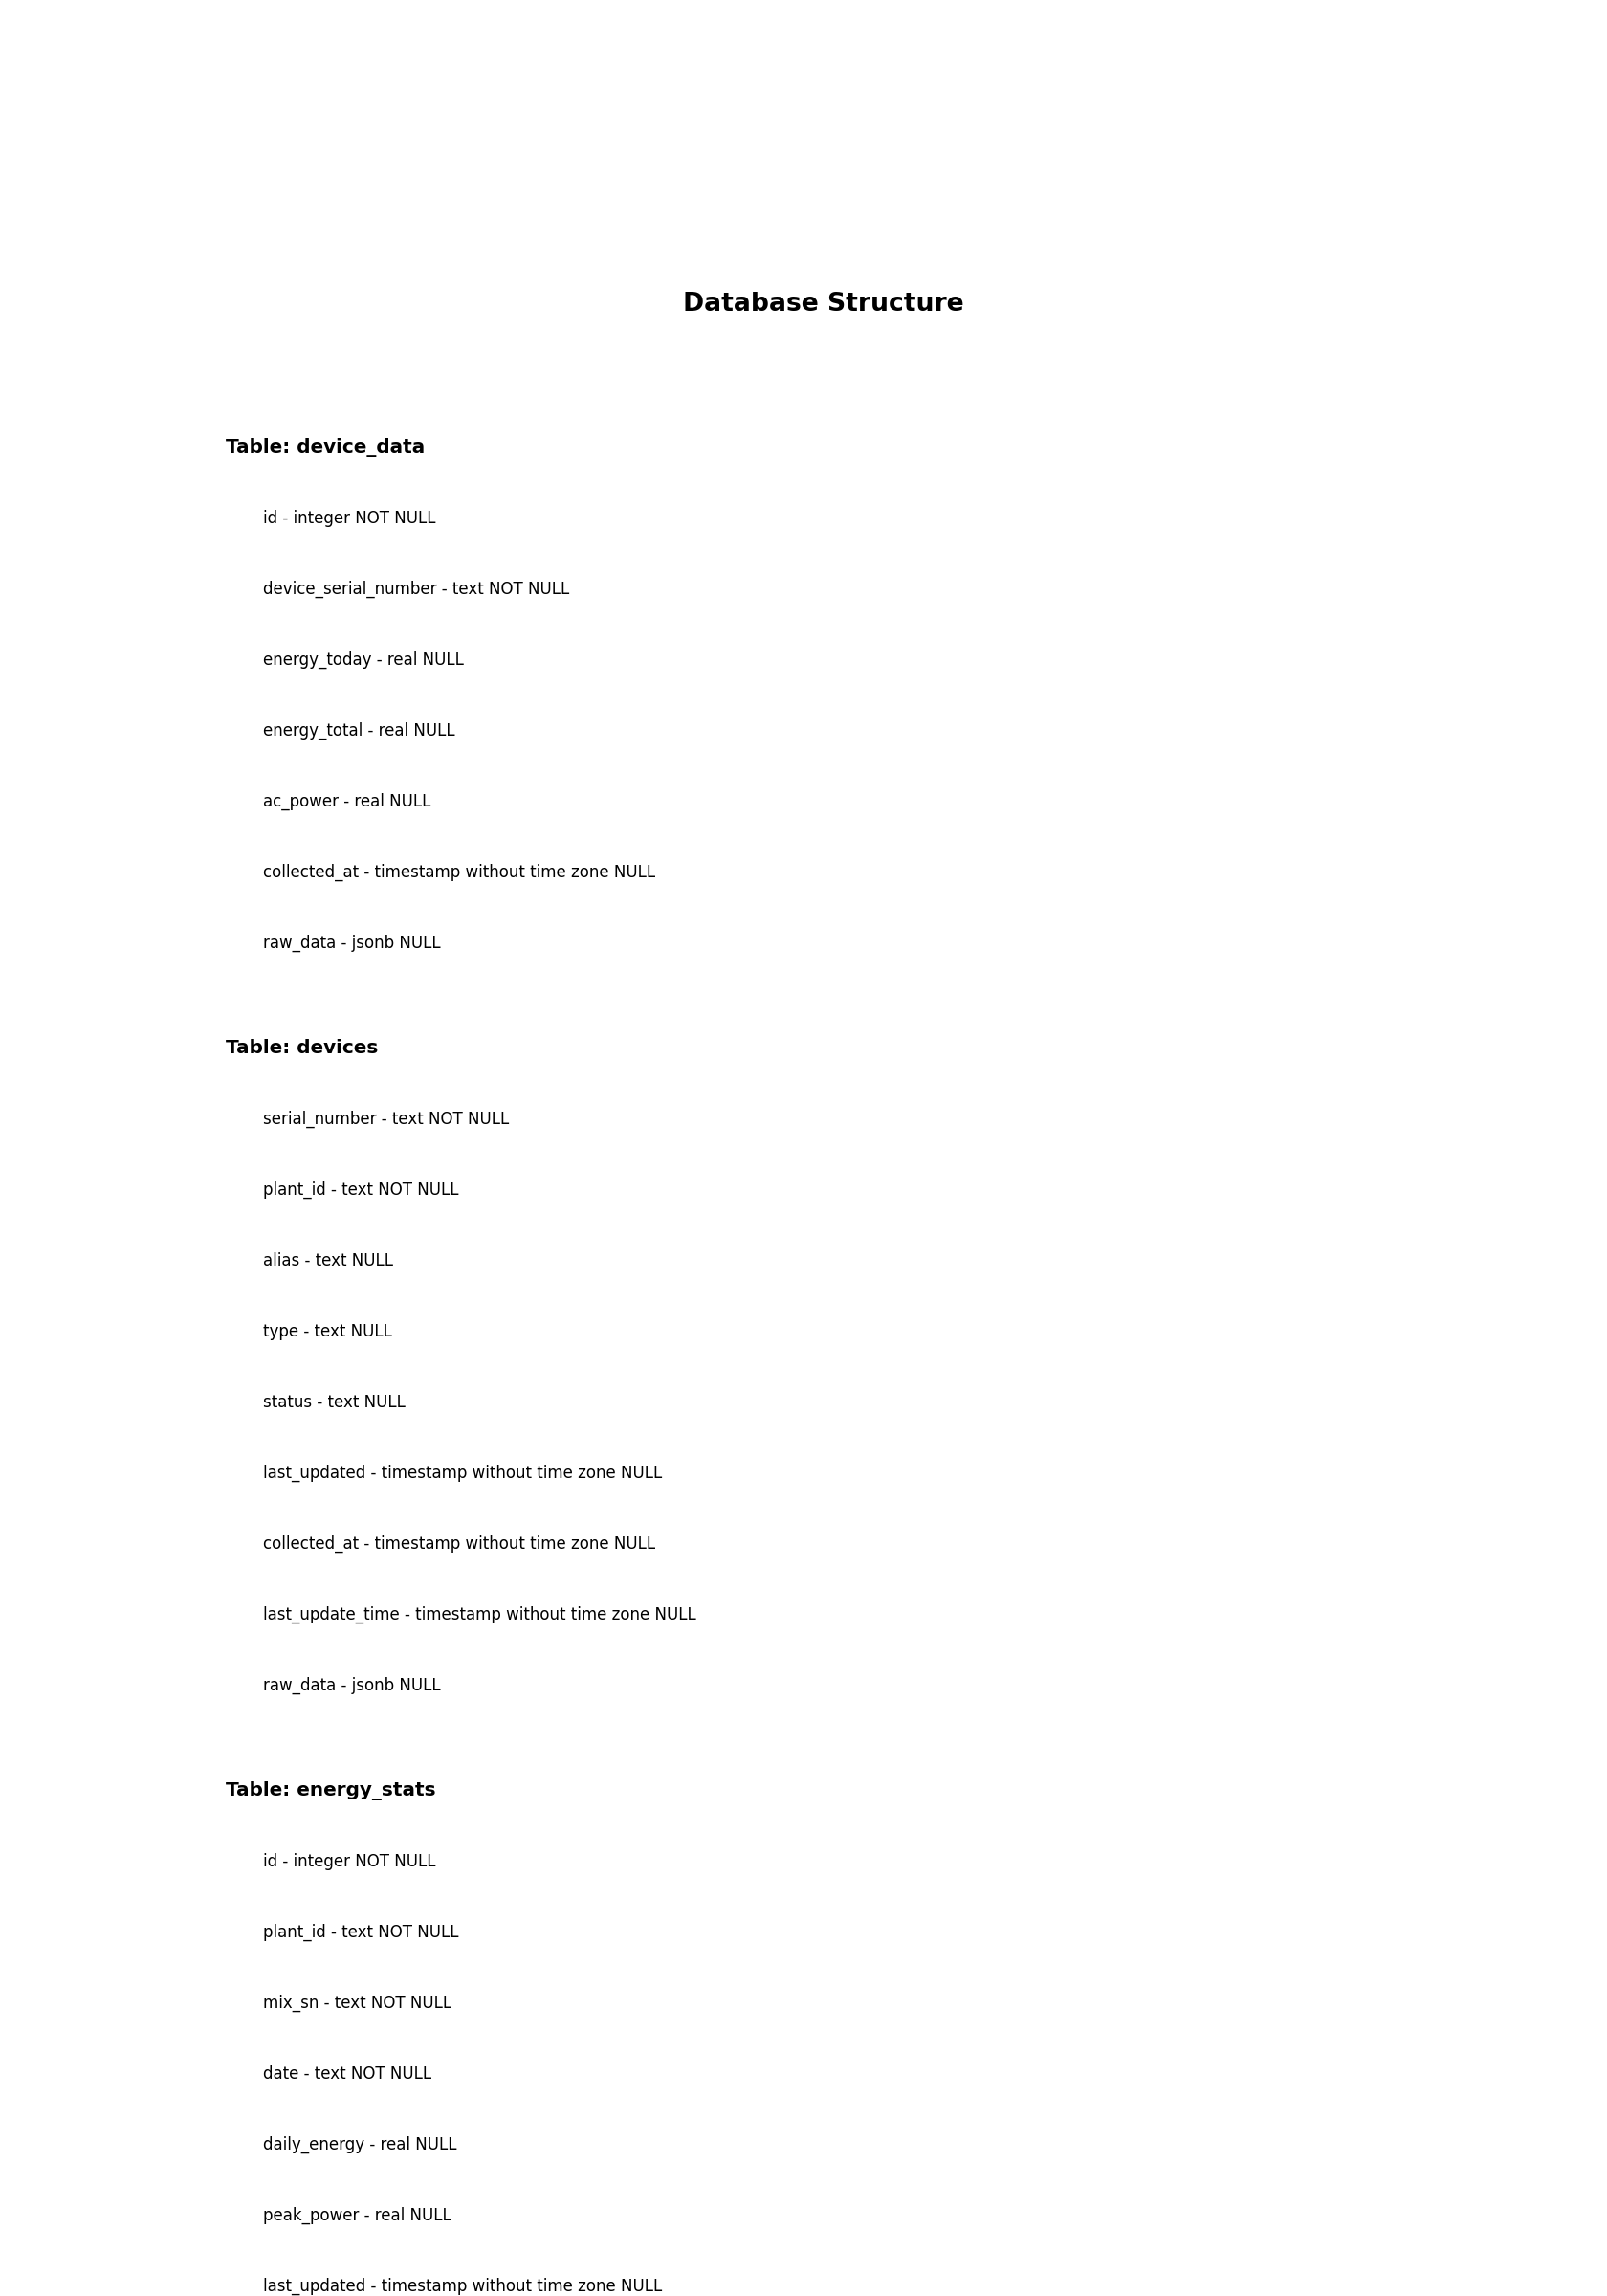 Database Structure
Table: device_data
id - integer NOT NULL
device_serial_number - text NOT NULL
energy_today - real NULL
energy_total - real NULL
ac_power - real NULL
collected_at - timestamp without time zone NULL
raw_data - jsonb NULL
Table: devices
serial_number - text NOT NULL
plant_id - text NOT NULL
alias - text NULL
type - text NULL
status - text NULL
last_updated - timestamp without time zone NULL
collected_at - timestamp without time zone NULL
last_update_time - timestamp without time zone NULL
raw_data - jsonb NULL
Table: energy_stats
id - integer NOT NULL
plant_id - text NOT NULL
mix_sn - text NOT NULL
date - text NOT NULL
daily_energy - real NULL
peak_power - real NULL
last_updated - timestamp without time zone NULL